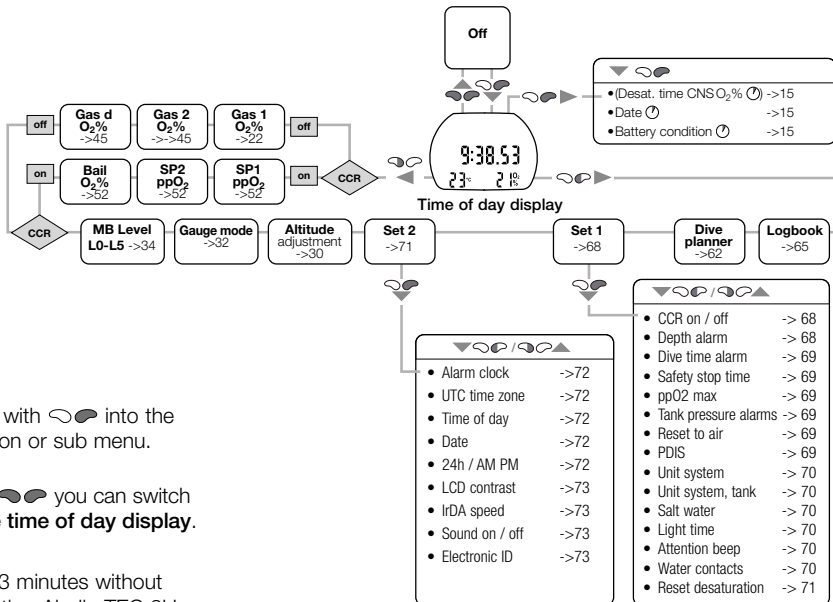 Off
•(Desat. time CNS O₂% ) ->15
•Date ->15
•Battery condition ->15
off
Gas d
O₂%
->45
Gas 2
O₂%
->->45
Gas 1
O₂%
->22
off
on
Bail
O₂%
->52
SP2
ppO₂
->52
SP1
ppO₂
->52
on
CCR
9:38.53
23°C 21 O₂ %
Time of day display
CCR
MB Level
L0-L5 ->34
Gauge mode
->32
Altitude
adjustment
->30
Set 2
->71
Set 1
->68
Dive
planner
->62
Logbook
->65
/
• Alarm clock ->72
• UTC time zone ->72
• Time of day ->72
• Date ->72
• 24h / AM PM ->72
• LCD contrast ->73
• IrDA speed ->73
• Sound on / off ->73
• Electronic ID ->73
/
• CCR on / off -> 68
• Depth alarm -> 68
• Dive time alarm -> 69
• Safety stop time -> 69
• ppO2 max -> 69
• Tank pressure alarms -> 69
• Reset to air -> 69
• PDIS -> 69
• Unit system -> 70
• Unit system, tank -> 70
• Salt water -> 70
• Light time -> 70
• Attention beep -> 70
• Water contacts -> 70
• Reset desaturation -> 71
with into the
on or sub menu.
you can switch
time of day display.
3 minutes without